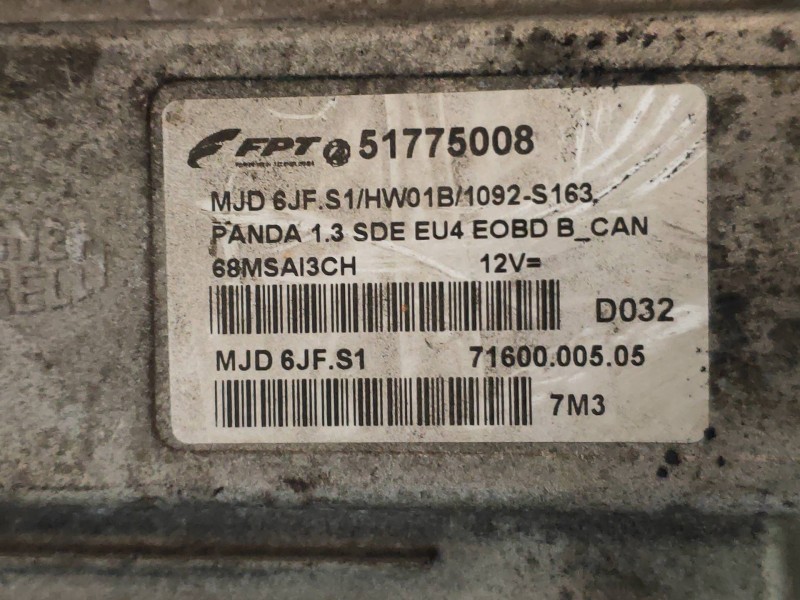 FPT 51775008
MJD 6JF.S1/HW01B/1092-S163.
PANDA 1.3 SDE EU4 EOBD B_CAN
68MSAI3CH 12V=
D032
MJD 6JF.S1 71600.005.05
7M3